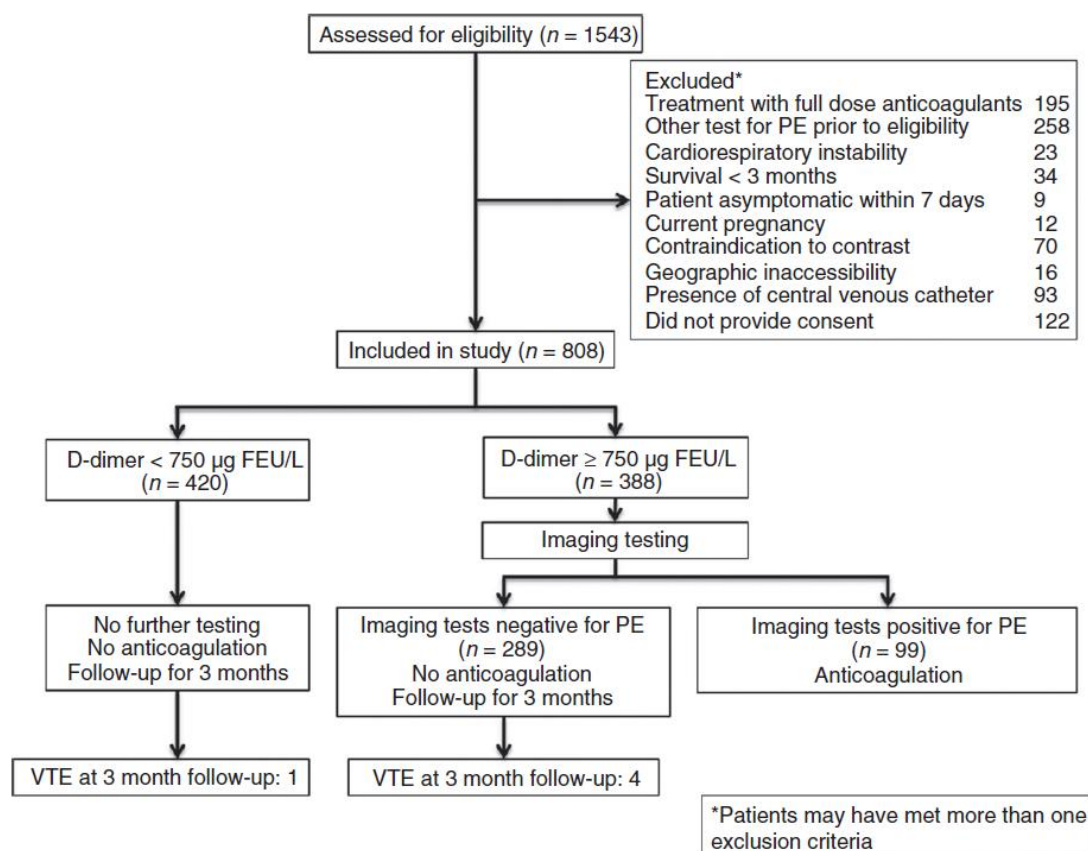 Assessed for eligibility (n = 1543)
Excluded*
Treatment with full dose anticoagulants 195
Other test for PE prior to eligibility 258
Cardiorespiratory instability 23
Survival < 3 months 34
Patient asymptomatic within 7 days 9
Current pregnancy 12
Contraindication to contrast 70
Geographic inaccessibility 16
Presence of central venous catheter 93
Did not provide consent 122
Included in study (n = 808)
D-dimer < 750 μg FEU/L
(n = 420)
D-dimer ≥ 750 μg FEU/L
(n = 388)
Imaging testing
No further testing
No anticoagulation
Follow-up for 3 months
Imaging tests negative for PE
(n = 289)
No anticoagulation
Follow-up for 3 months
Imaging tests positive for PE
(n = 99)
Anticoagulation
VTE at 3 month follow-up: 1
VTE at 3 month follow-up: 4
*Patients may have met more than one
exclusion criteria